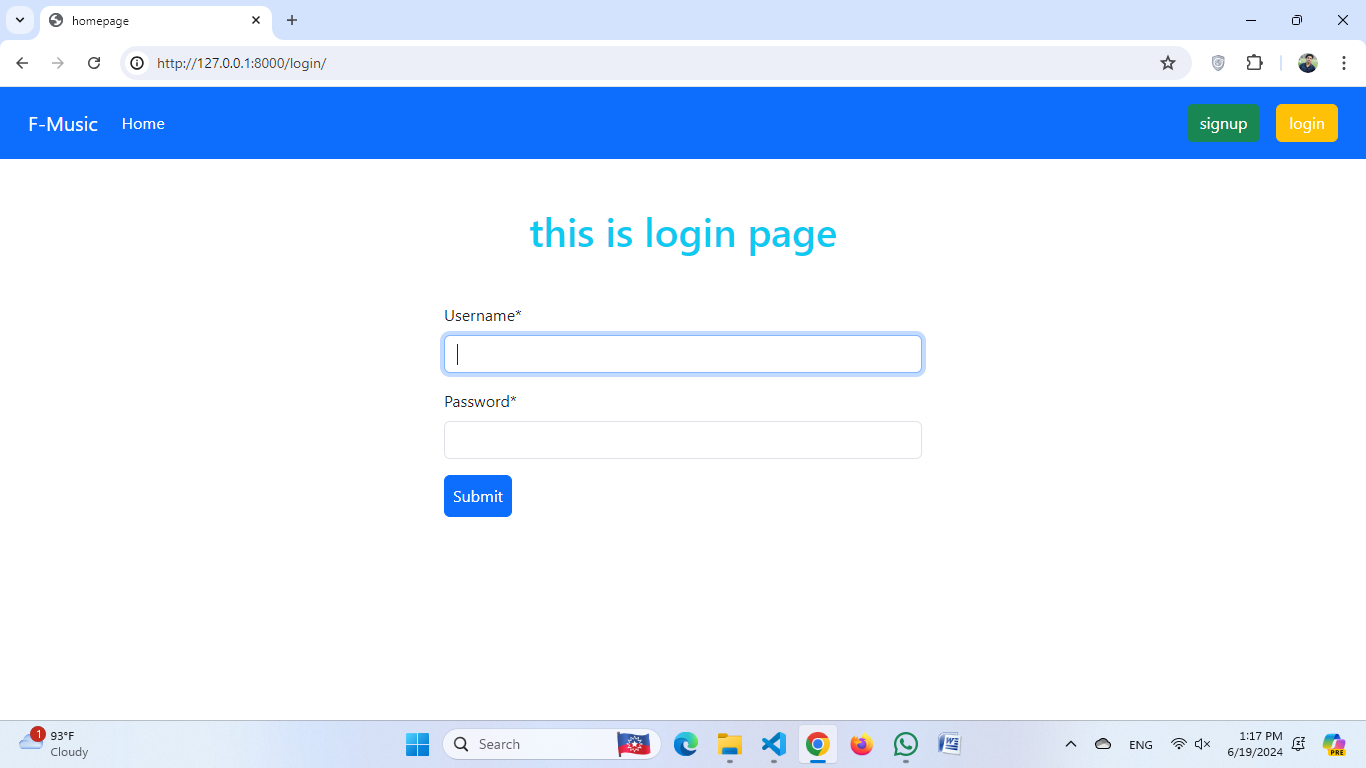 homepage
http://127.0.0.1:8000/login/
F-Music Home signup login
this is login page
Username*
Password*
Submit
1
93°F
Cloudy
Search
W
ENG
1:17 PM
6/19/2024
PRE